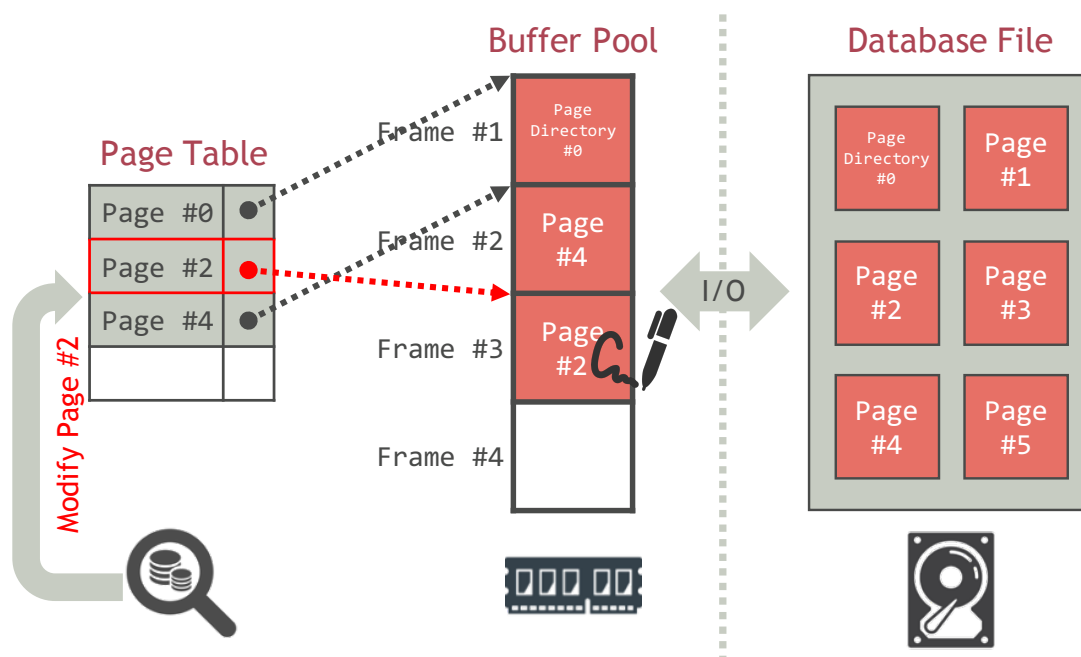 Buffer Pool
Database File
Page Table
Page #0
Page #2
Page #4
Modify Page #2
Frame #1
Frame #2
Frame #3
Frame #4
Page
Directory
#0
Page
#4
Page
#2
I/O
Page
Directory
#0
Page
#1
Page
#2
Page
#3
Page
#4
Page
#5